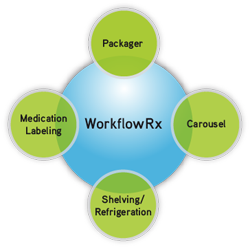 Packager
Medication
Labeling
WorkflowRx
Carousel
Shelving/
Refrigeration